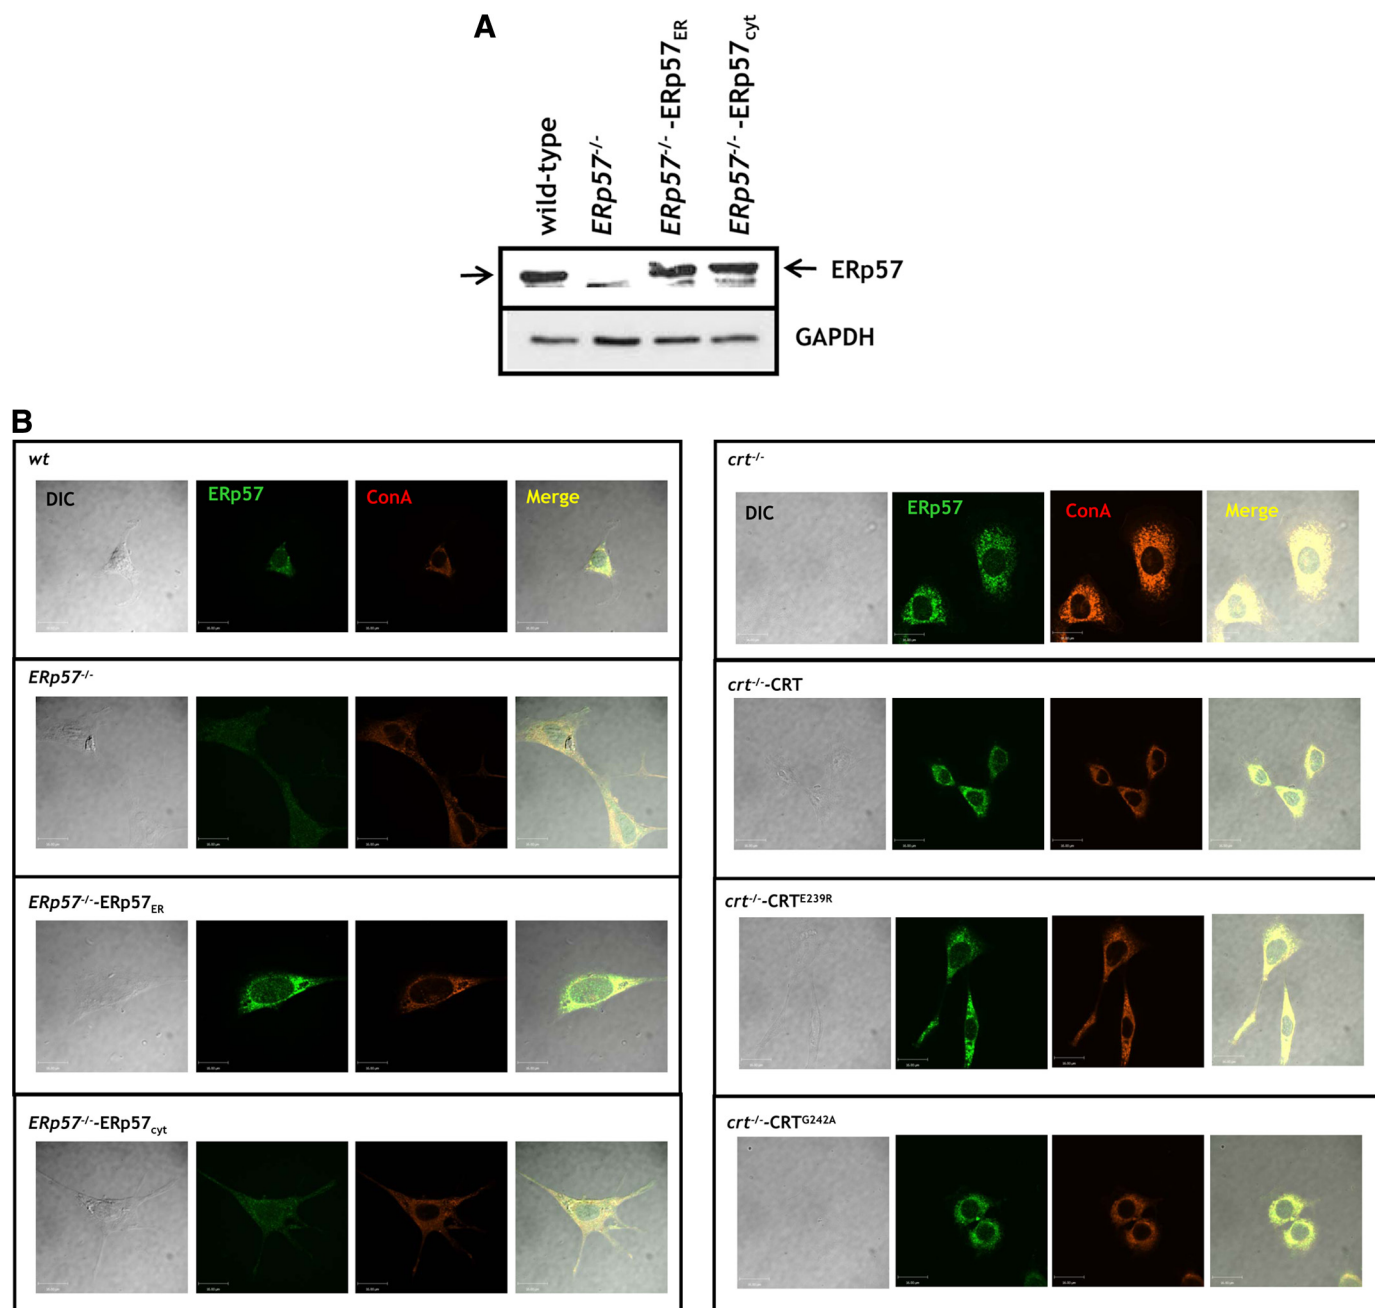 A
wild-type
ERp57-/-
ERp57-/- -ERp57ER
ERp57-/- -ERp57cyt
ERp57
GAPDH
B
wt
DIC
ERp57
ConA
Merge
crt-/-
DIC
ERp57
ConA
Merge
ERp57-/-
crt-/--CRT
ERp57-/--ERp57ER
crt-/--CRTE239R
ERp57-/--ERp57cyt
crt-/--CRTG242A